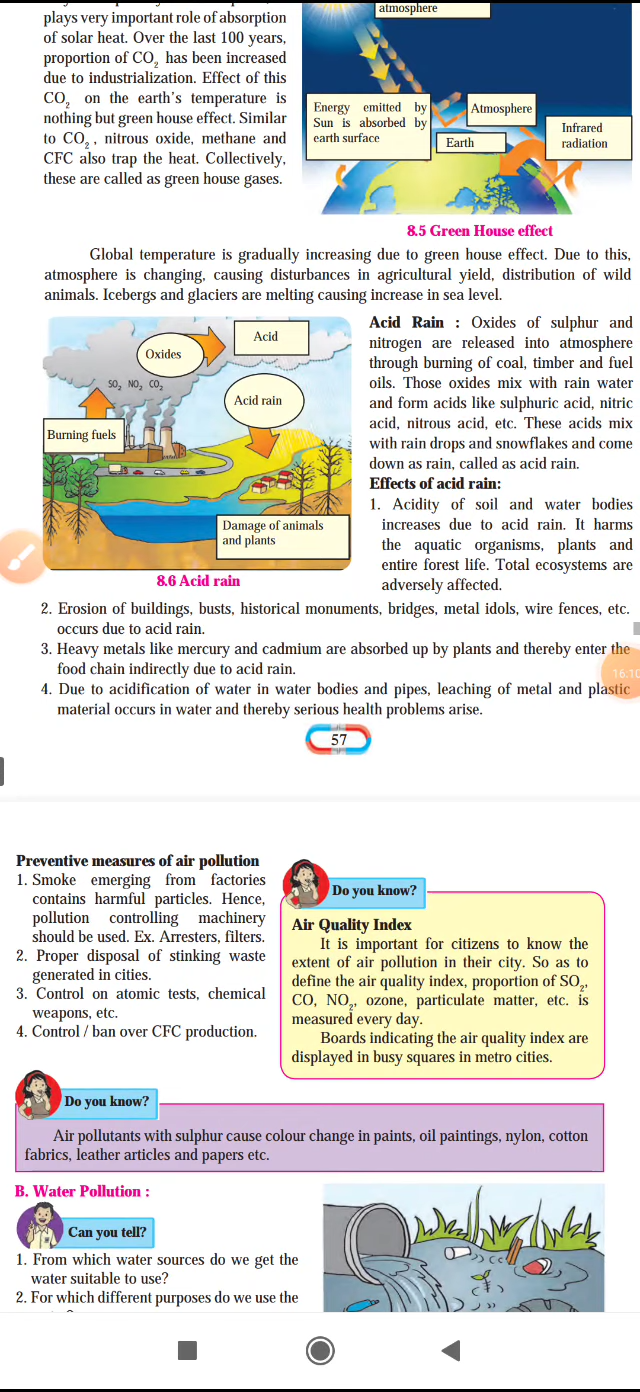 atmosphere
plays very important role of absorption
of solar heat. Over the last 100 years,
proportion of CO₂ has been increased
due to industrialization. Effect of this
CO₂ on the earth's temperature is
nothing but green house effect. Similar
to CO₂, nitrous oxide, methane and
CFC also trap the heat. Collectively,
these are called as green house gases.
Energy emitted by
Sun is absorbed by
earth surface
Atmosphere
Earth
Infrared
radiation
8.5 Green House effect
Global temperature is gradually increasing due to green house effect. Due to this,
atmosphere is changing, causing disturbances in agricultural yield, distribution of wild
animals. Icebergs and glaciers are melting causing increase in sea level.
Acid
Oxides
SO₂ NO₂ CO₂
Acid rain
Burning fuels
Damage of animals
and plants
8.6 Acid rain
Acid Rain : Oxides of sulphur and
nitrogen are released into atmosphere
through burning of coal, timber and fuel
oils. Those oxides mix with rain water
and form acids like sulphuric acid, nitric
acid, nitrous acid, etc. These acids mix
with rain drops and snowflakes and come
down as rain, called as acid rain.
Effects of acid rain:
1. Acidity of soil and water bodies
increases due to acid rain. It harms
the aquatic organisms, plants and
entire forest life. Total ecosystems are
adversely affected.
2. Erosion of buildings, busts, historical monuments, bridges, metal idols, wire fences, etc.
occurs due to acid rain.
3. Heavy metals like mercury and cadmium are absorbed up by plants and thereby enter the
food chain indirectly due to acid rain.
16:10
4. Due to acidification of water in water bodies and pipes, leaching of metal and plastic
material occurs in water and thereby serious health problems arise.
57
Preventive measures of air pollution
1. Smoke emerging from factories
contains harmful particles. Hence,
pollution controlling machinery
should be used. Ex. Arresters, filters.
2. Proper disposal of stinking waste
generated in cities.
3. Control on atomic tests, chemical
weapons, etc.
4. Control / ban over CFC production.
Do you know?
Air Quality Index
It is important for citizens to know the
extent of air pollution in their city. So as to
define the air quality index, proportion of SO₂,
CO, NO₂, ozone, particulate matter, etc. is
measured every day.
Boards indicating the air quality index are
displayed in busy squares in metro cities.
Do you know?
Air pollutants with sulphur cause colour change in paints, oil paintings, nylon, cotton
fabrics, leather articles and papers etc.
B. Water Pollution :
Can you tell?
1. From which water sources do we get the
water suitable to use?
2. For which different purposes do we use the